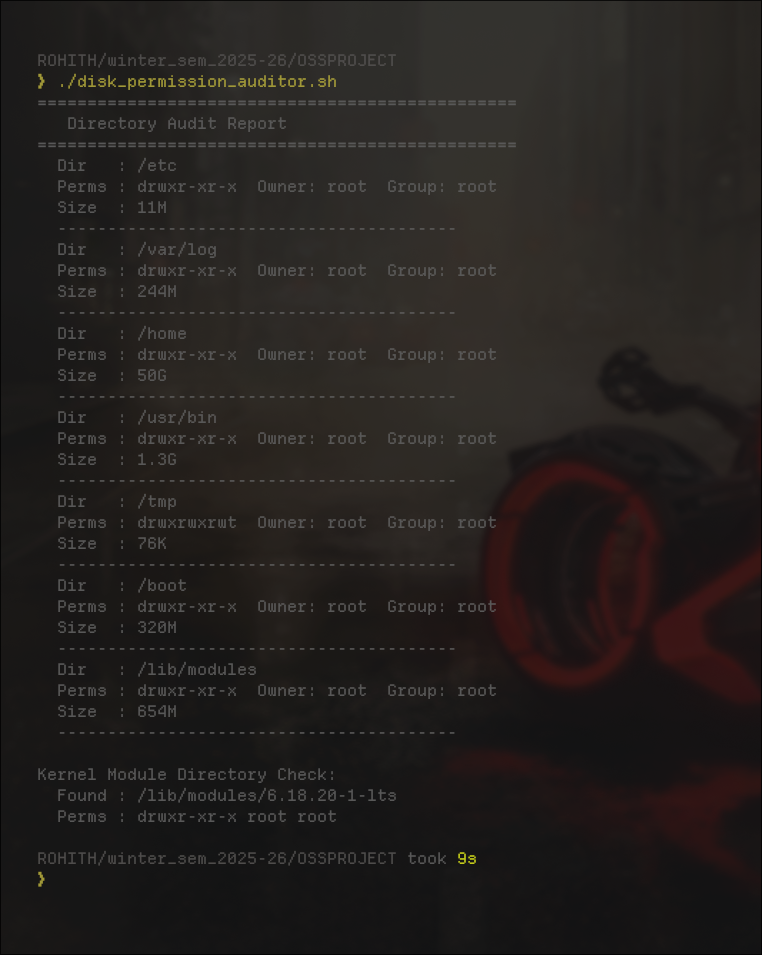 ROHITH/winter_sem_2025-26/OSSPROJECT
❯ ./disk_permission_auditor.sh
================================================
   Directory Audit Report
================================================
  Dir   : /etc
  Perms : drwxr-xr-x  Owner: root  Group: root
  Size  : 11M
  ----------------------------------------
  Dir   : /var/log
  Perms : drwxr-xr-x  Owner: root  Group: root
  Size  : 244M
  ----------------------------------------
  Dir   : /home
  Perms : drwxr-xr-x  Owner: root  Group: root
  Size  : 50G
  ----------------------------------------
  Dir   : /usr/bin
  Perms : drwxr-xr-x  Owner: root  Group: root
  Size  : 1.3G
  ----------------------------------------
  Dir   : /tmp
  Perms : drwxrwxrwt  Owner: root  Group: root
  Size  : 76K
  ----------------------------------------
  Dir   : /boot
  Perms : drwxr-xr-x  Owner: root  Group: root
  Size  : 320M
  ----------------------------------------
  Dir   : /lib/modules
  Perms : drwxr-xr-x  Owner: root  Group: root
  Size  : 654M
  ----------------------------------------
Kernel Module Directory Check:
  Found : /lib/modules/6.18.20-1-lts
  Perms : drwxr-xr-x root root
ROHITH/winter_sem_2025-26/OSSPROJECT took 9s
❯